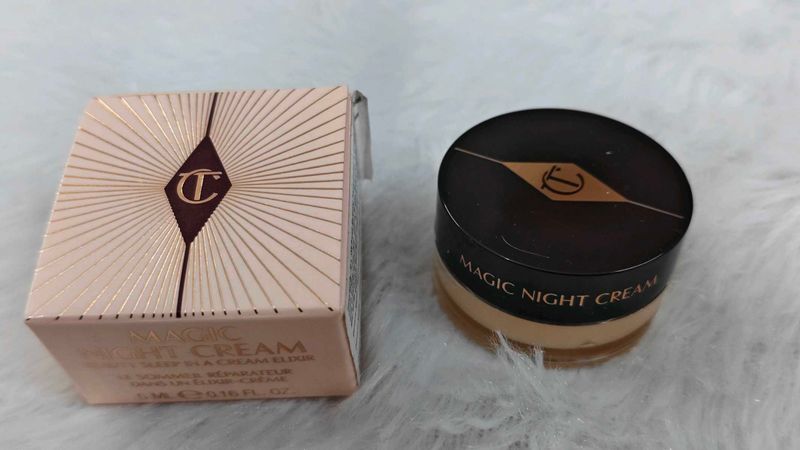 CT
MAGIC
NIGHT CREAM
BEAUTY SLEEP IN A CREAM ELIXIR
LE SOMMEIL RÉPARATEUR
DANS UN ÉLIXIR-CRÈME
5 ML ℮ 0.16 FL. OZ.
CT
MAGIC NIGHT CREAM